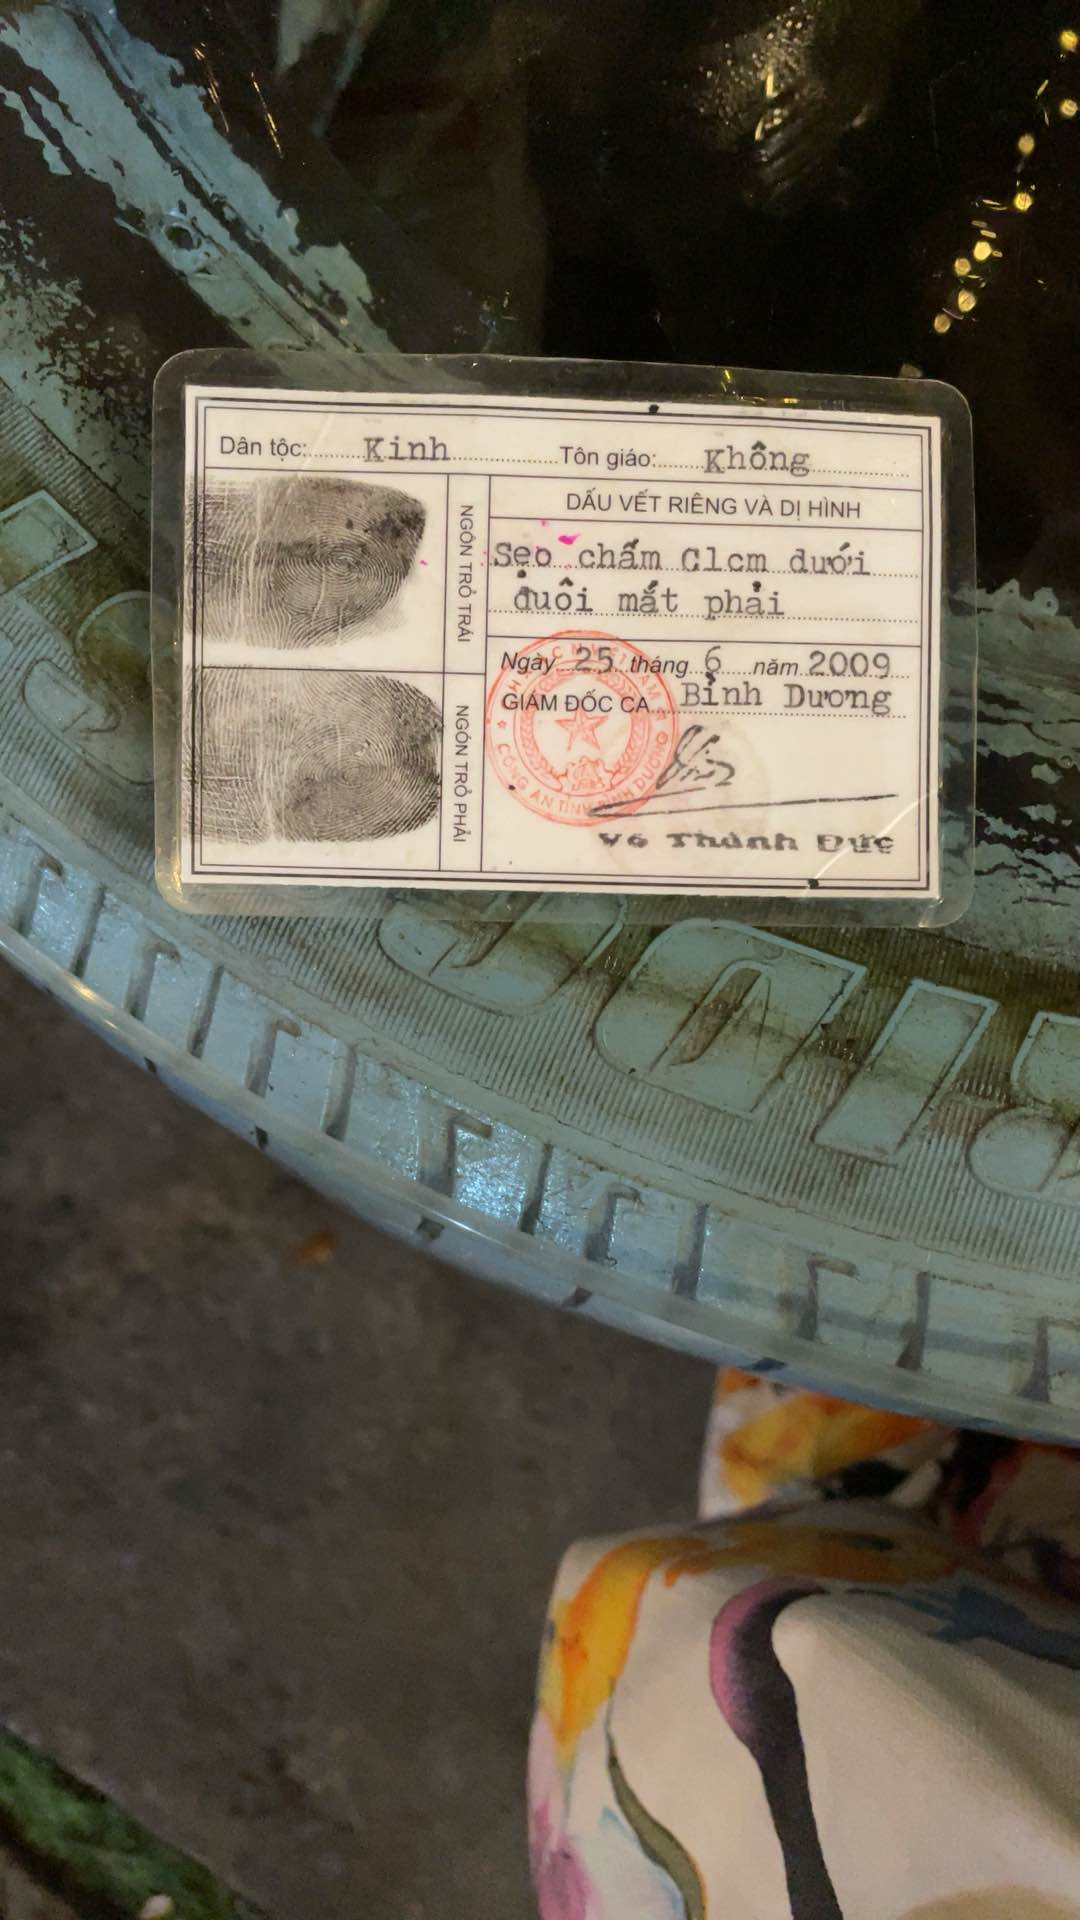 Dân tộc: Kinh Tôn giáo: Không
DẤU VẾT RIÊNG VÀ DỊ HÌNH
NGÓN TRỎ TRÁI
Sẹo chấm C1cm dưới
đuôi mắt phải
Ngày 25 tháng 6 năm 2009
GIÁM ĐỐC CA Bình Dương
NGÓN TRỎ PHẢI
CÔNG AN TỈNH BÌNH DƯƠNG
Võ Thành Đức